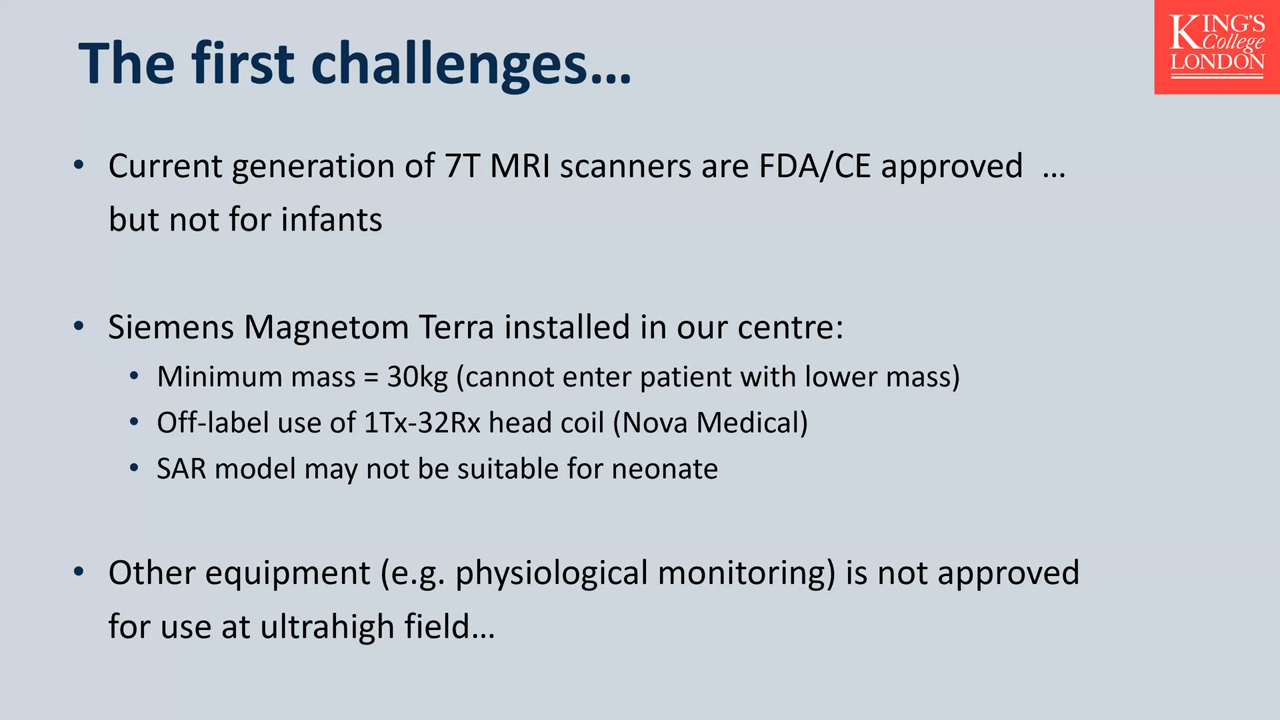 The first challenges…
KING'S
College
LONDON
• Current generation of 7T MRI scanners are FDA/CE approved …
but not for infants
• Siemens Magnetom Terra installed in our centre:
• Minimum mass = 30kg (cannot enter patient with lower mass)
• Off-label use of 1Tx-32Rx head coil (Nova Medical)
• SAR model may not be suitable for neonate
• Other equipment (e.g. physiological monitoring) is not approved
for use at ultrahigh field…